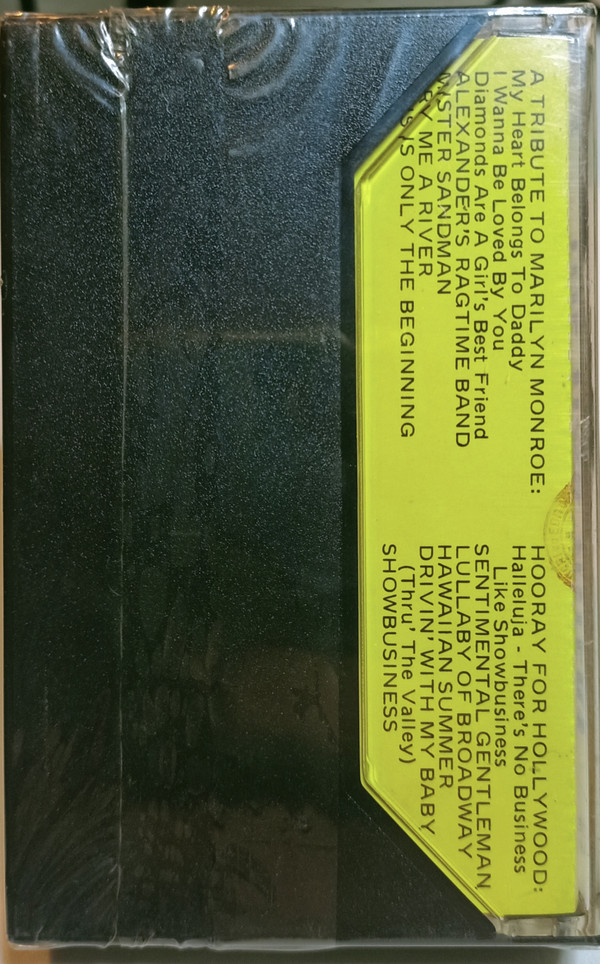 A TRIBUTE TO MARILYN MONROE:
My Heart Belongs To Daddy
I Wanna Be Loved By You
Diamonds Are A Girl's Best Friend
ALEXANDER'S RAGTIME BAND
MISTER SANDMAN
ME A RIVER
IS ONLY THE BEGINNING
HOORAY FOR HOLLYWOOD:
Halleluja - There's No Business
Like Showbusiness
SENTIMENTAL GENTLEMAN
LULLABY OF BROADWAY
HAWAIIAN SUMMER
DRIVIN' WITH MY BABY
(Thru' The Valley)
SHOWBUSINESS